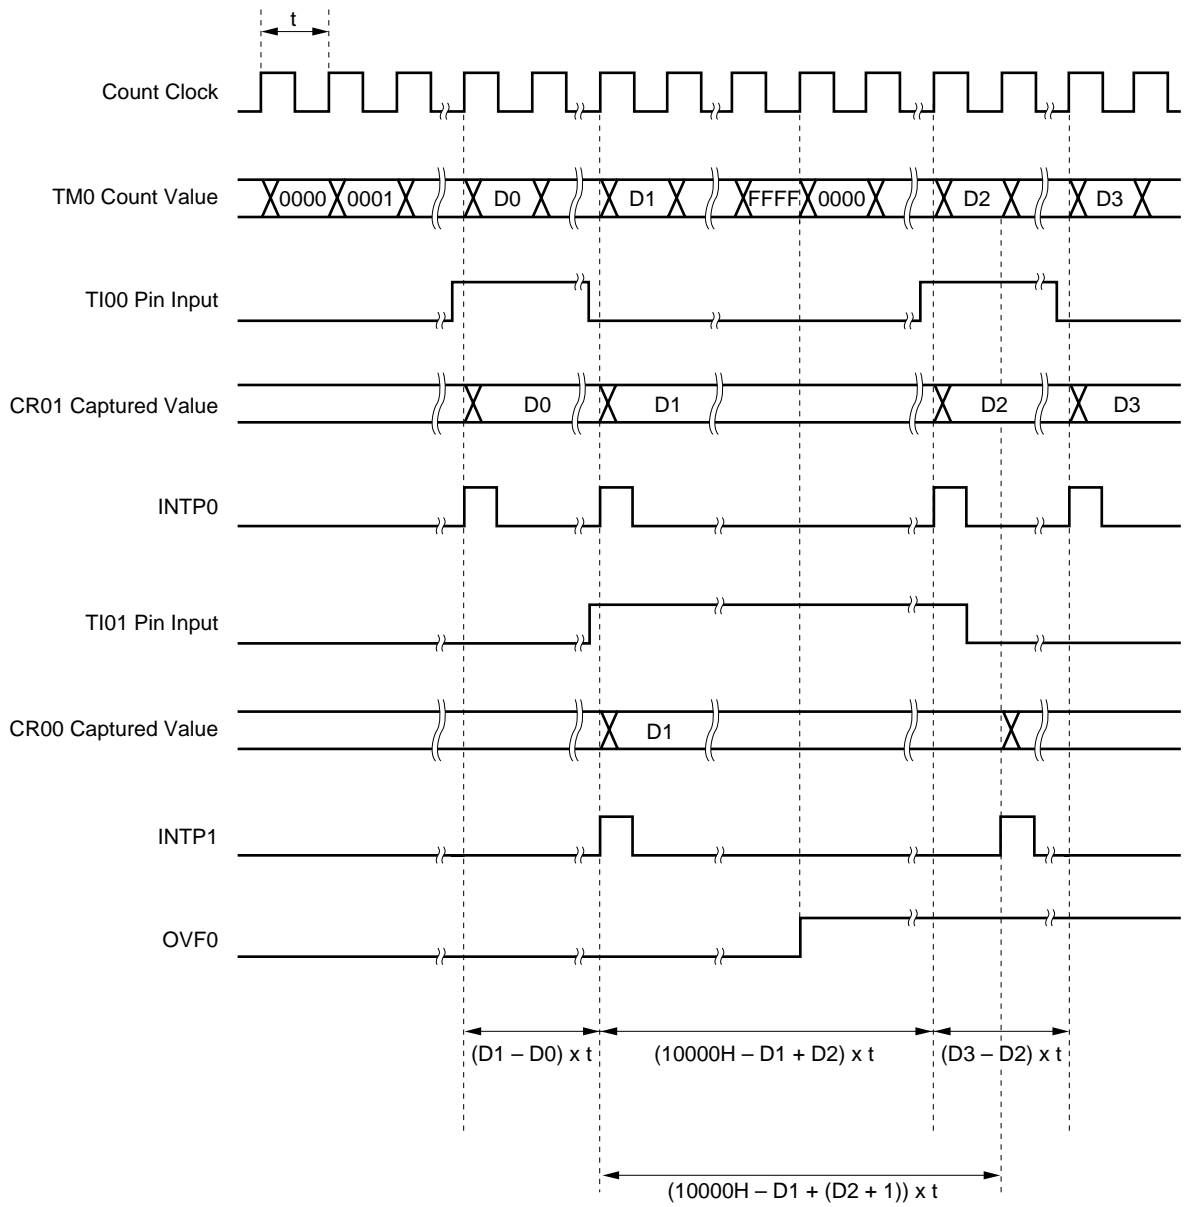 t
Count Clock
TM0 Count Value 0000 0001 D0 D1 FFFF 0000 D2 D3
TI00 Pin Input
CR01 Captured Value D0 D1 D2 D3
INTP0
TI01 Pin Input
CR00 Captured Value D1
INTP1
OVF0
(D1 – D0) x t (10000H – D1 + D2) x t (D3 – D2) x t
(10000H – D1 + (D2 + 1)) x t